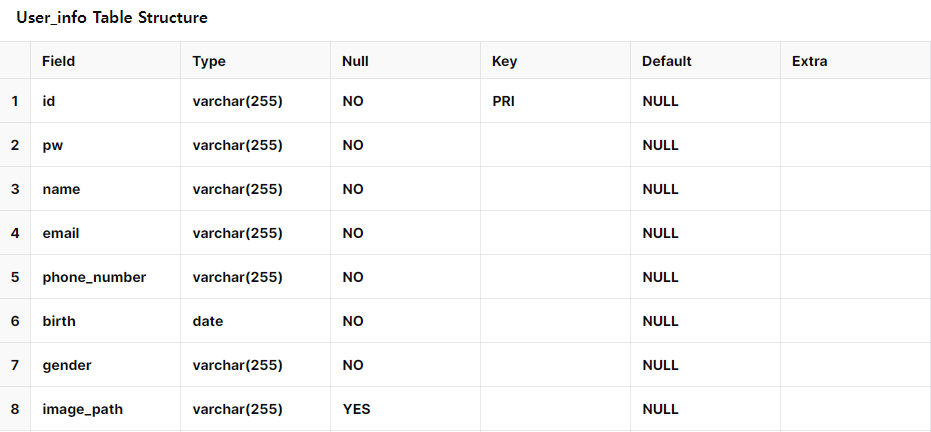 User_info Table Structure
Field Type Null Key Default Extra
1 id varchar(255) NO PRI NULL
2 pw varchar(255) NO NULL
3 name varchar(255) NO NULL
4 email varchar(255) NO NULL
5 phone_number varchar(255) NO NULL
6 birth date NO NULL
7 gender varchar(255) NO NULL
8 image_path varchar(255) YES NULL